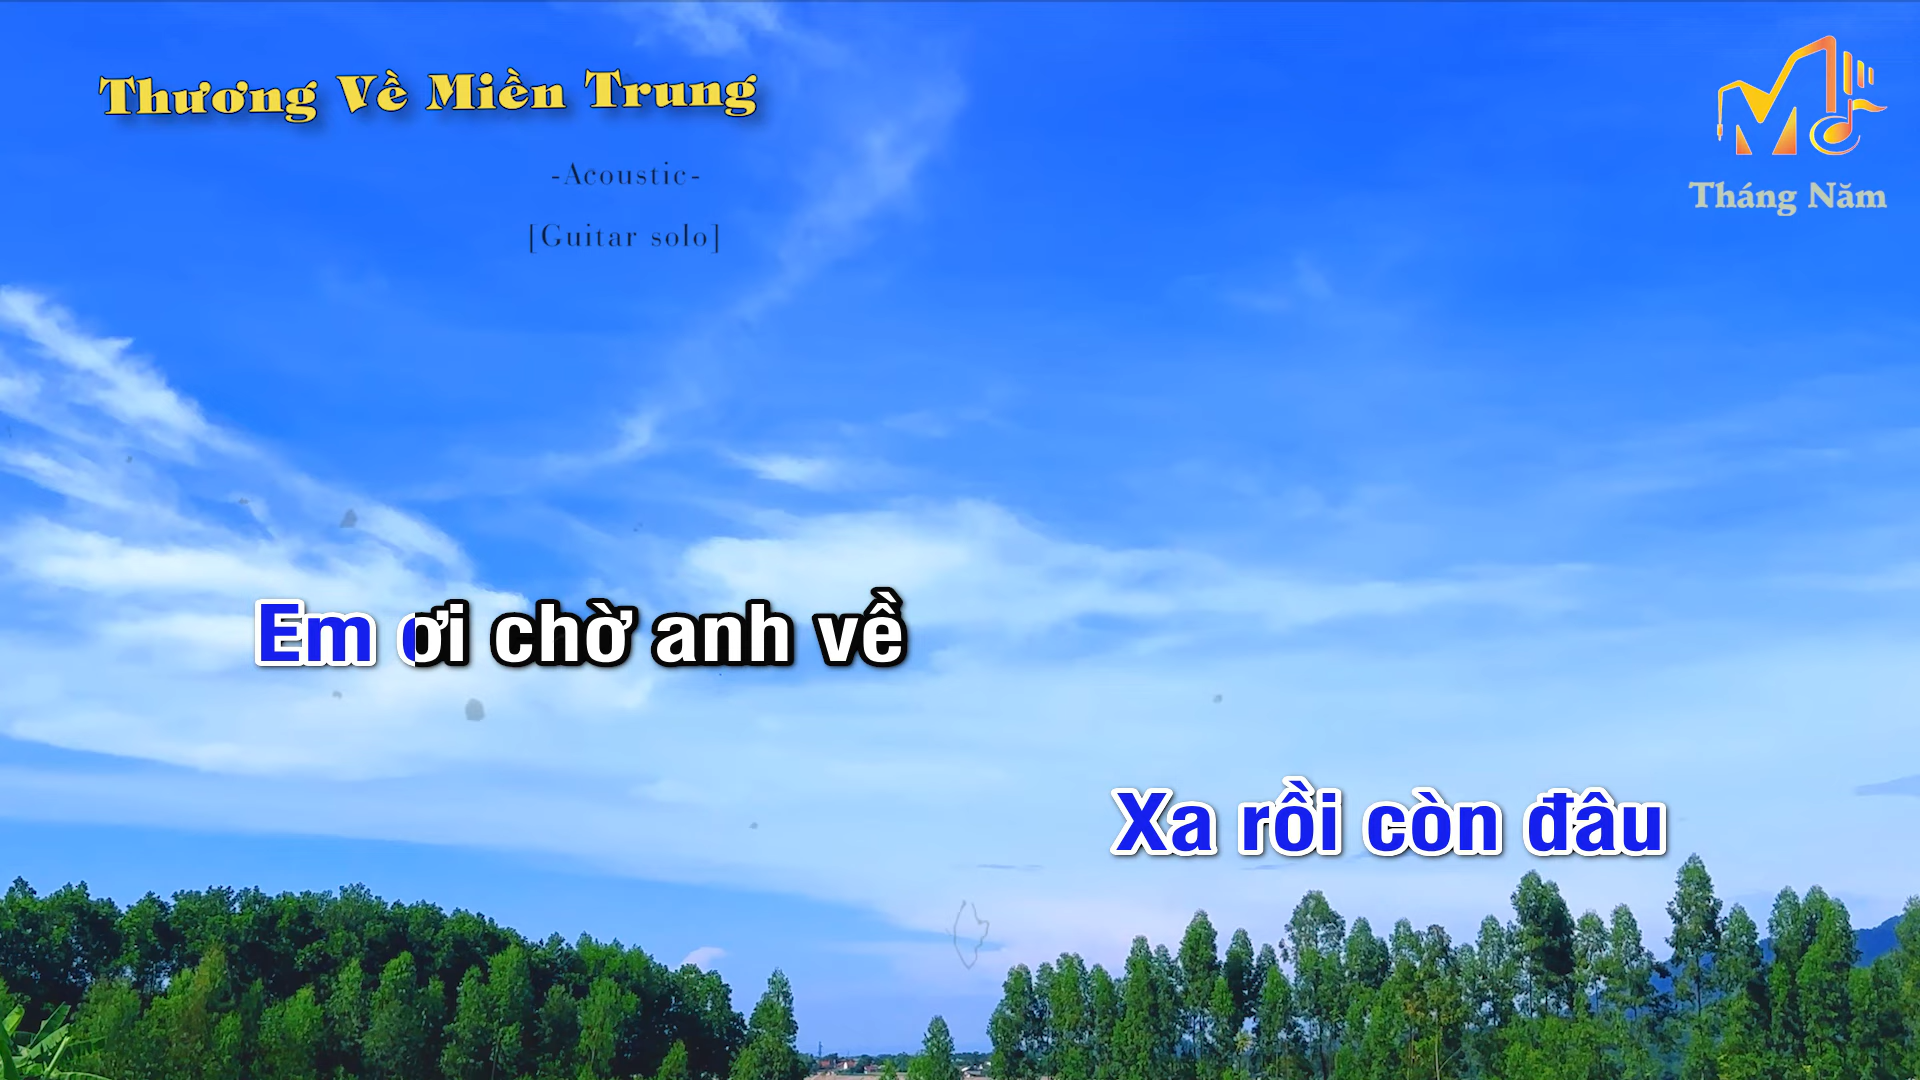 Thương Về Miền Trung
-Acoustic-
[Guitar solo]
Tháng Năm
Em ơi chờ anh về
Xa rồi còn đâu